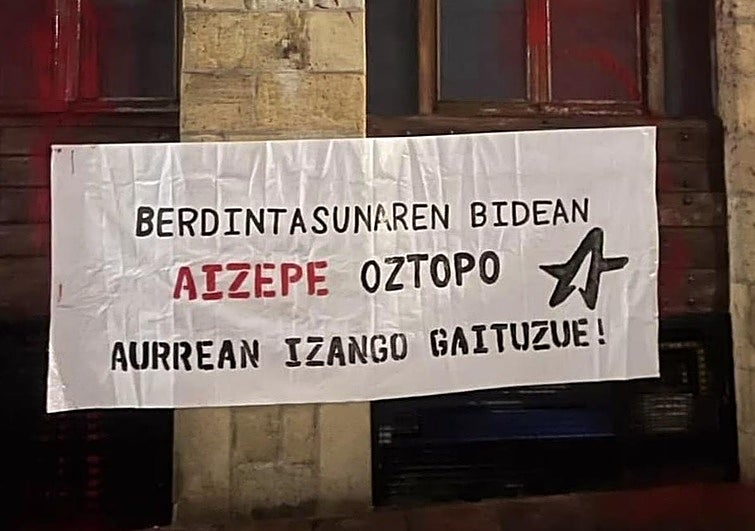 BERDINTASUNAREN BIDEAN
AIZEPE OZTOPO
AURREAN IZANGO GAITUZUE!